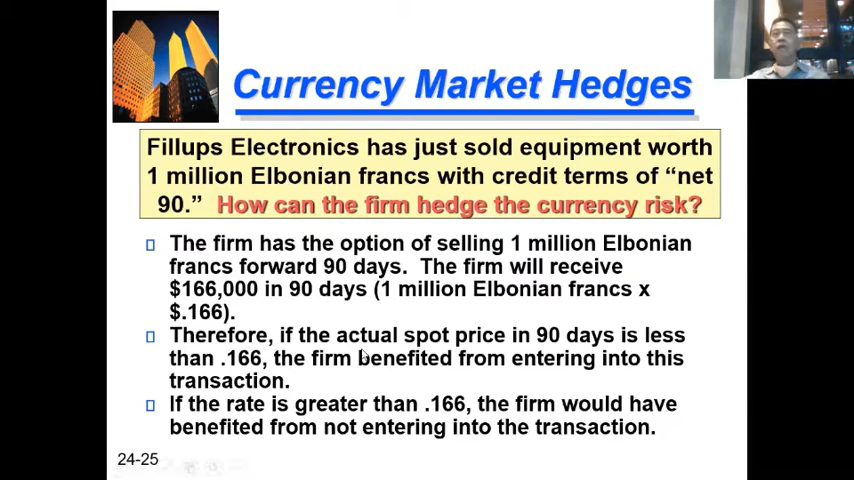 Currency Market Hedges
Fillups Electronics has just sold equipment worth
1 million Elbonian francs with credit terms of “net
90.” How can the firm hedge the currency risk?
The firm has the option of selling 1 million Elbonian
francs forward 90 days. The firm will receive
$166,000 in 90 days (1 million Elbonian francs x
$.166).
Therefore, if the actual spot price in 90 days is less
than .166, the firm benefited from entering into this
transaction.
If the rate is greater than .166, the firm would have
benefited from not entering into the transaction.
24-25